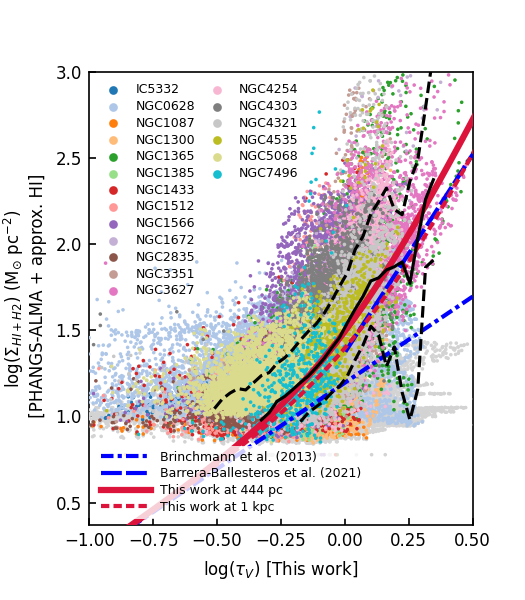 3.0
2.5
2.0
1.5
1.0
0.5
log(Σ_{HI+H2}) (M⊙ pc⁻²)
[PHANGS-ALMA + approx. HI]
IC5332
NGC0628
NGC1087
NGC1300
NGC1365
NGC1385
NGC1433
NGC1512
NGC1566
NGC1672
NGC2835
NGC3351
NGC3627
NGC4254
NGC4303
NGC4321
NGC4535
NGC5068
NGC7496
Brinchmann et al. (2013)
Barrera-Ballesteros et al. (2021)
This work at 444 pc
This work at 1 kpc
−1.00 −0.75 −0.50 −0.25 0.00 0.25 0.50
log(τ_V) [This work]